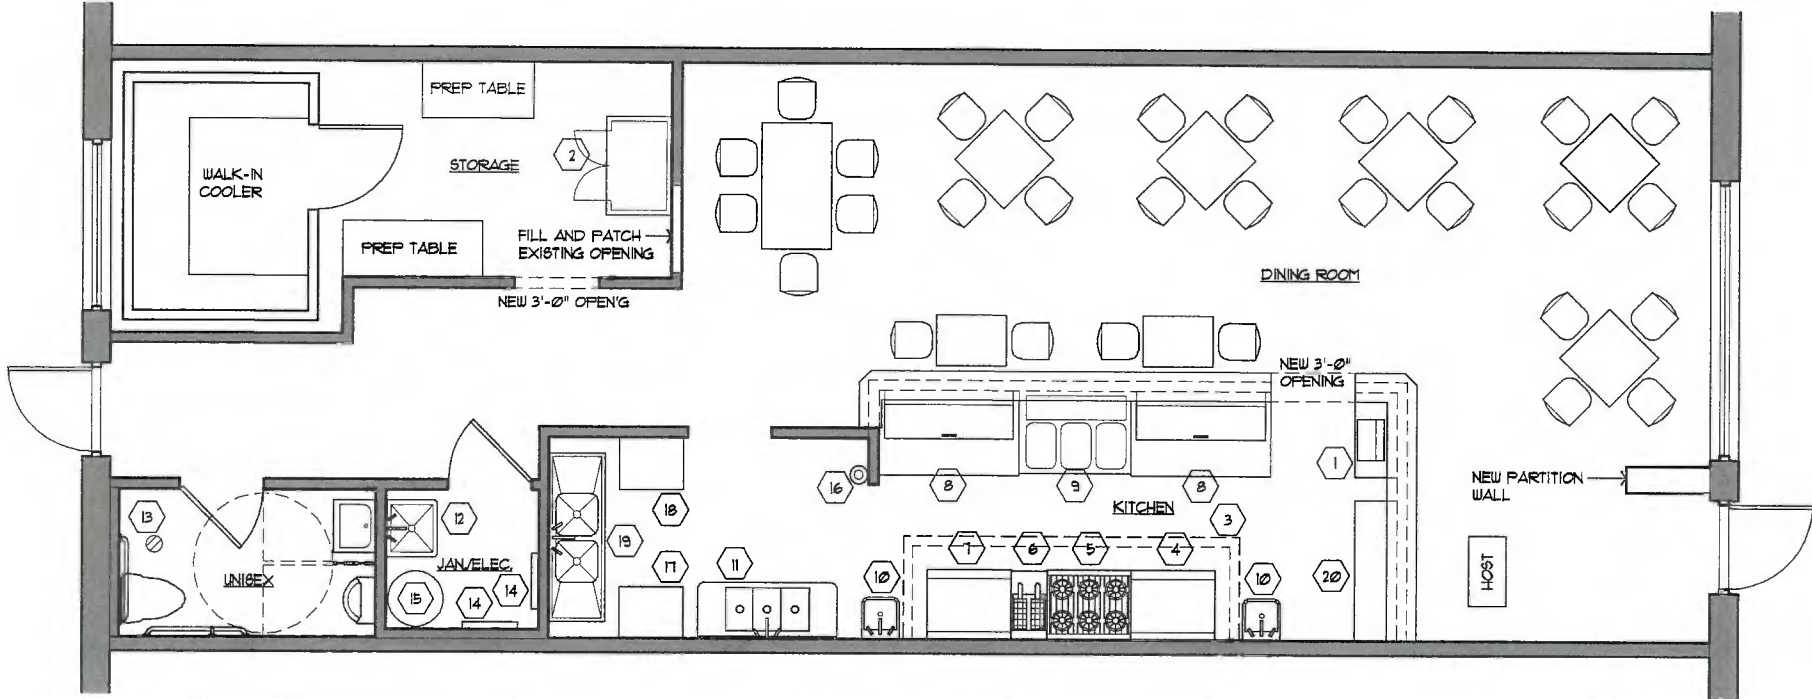 PREP TABLE
2
STORAGE
WALK-IN
COOLER
FILL AND PATCH
EXISTING OPENING
PREP TABLE
NEW 3'-0" OPEN'G
DINING ROOM
NEW 3'-0"
OPENING
1
16
8
9
8
NEW PARTITION
WALL
KITCHEN
3
13
12
18
19
JAN./ELEC.
UNISEX
14
14
15
17
11
10
7
6
5
4
10
20
HOST